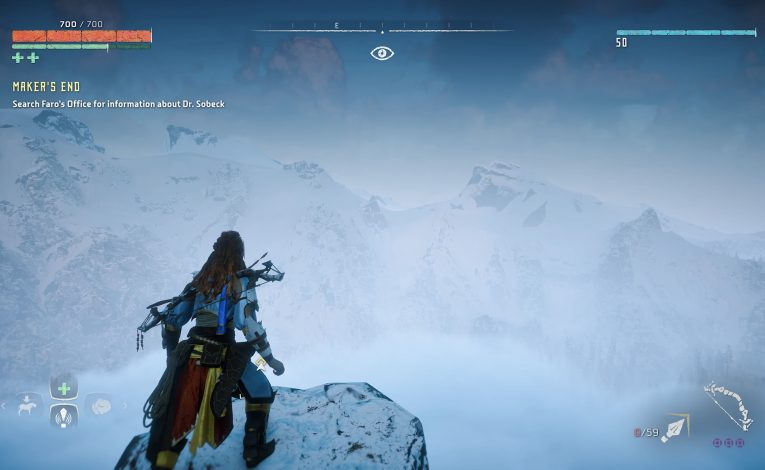 700 / 700
E
50
MAKER'S END
Search Faro's Office for information about Dr. Sobeck
0/59